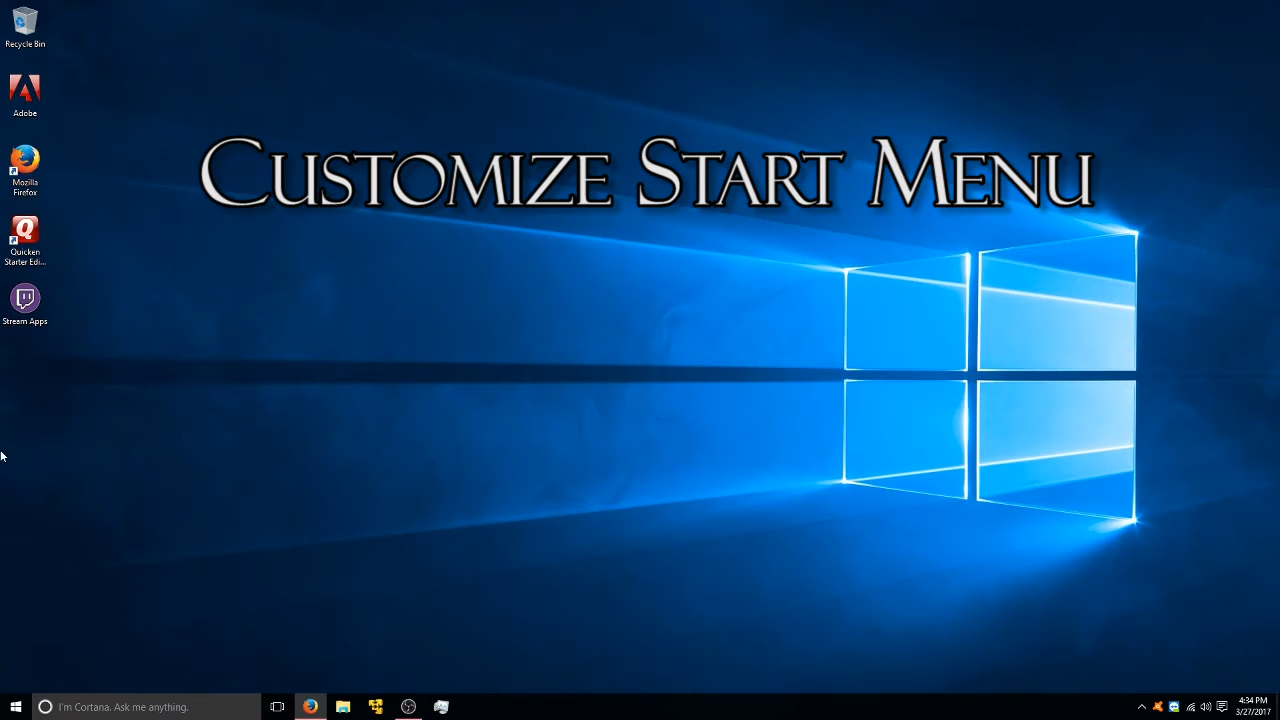 Recycle Bin
Adobe
Mozilla
Firefox
Quicken
Starter Edi...
Stream Apps
CUSTOMIZE START MENU
I'm Cortana. Ask me anything.
4:34 PM
3/27/2017